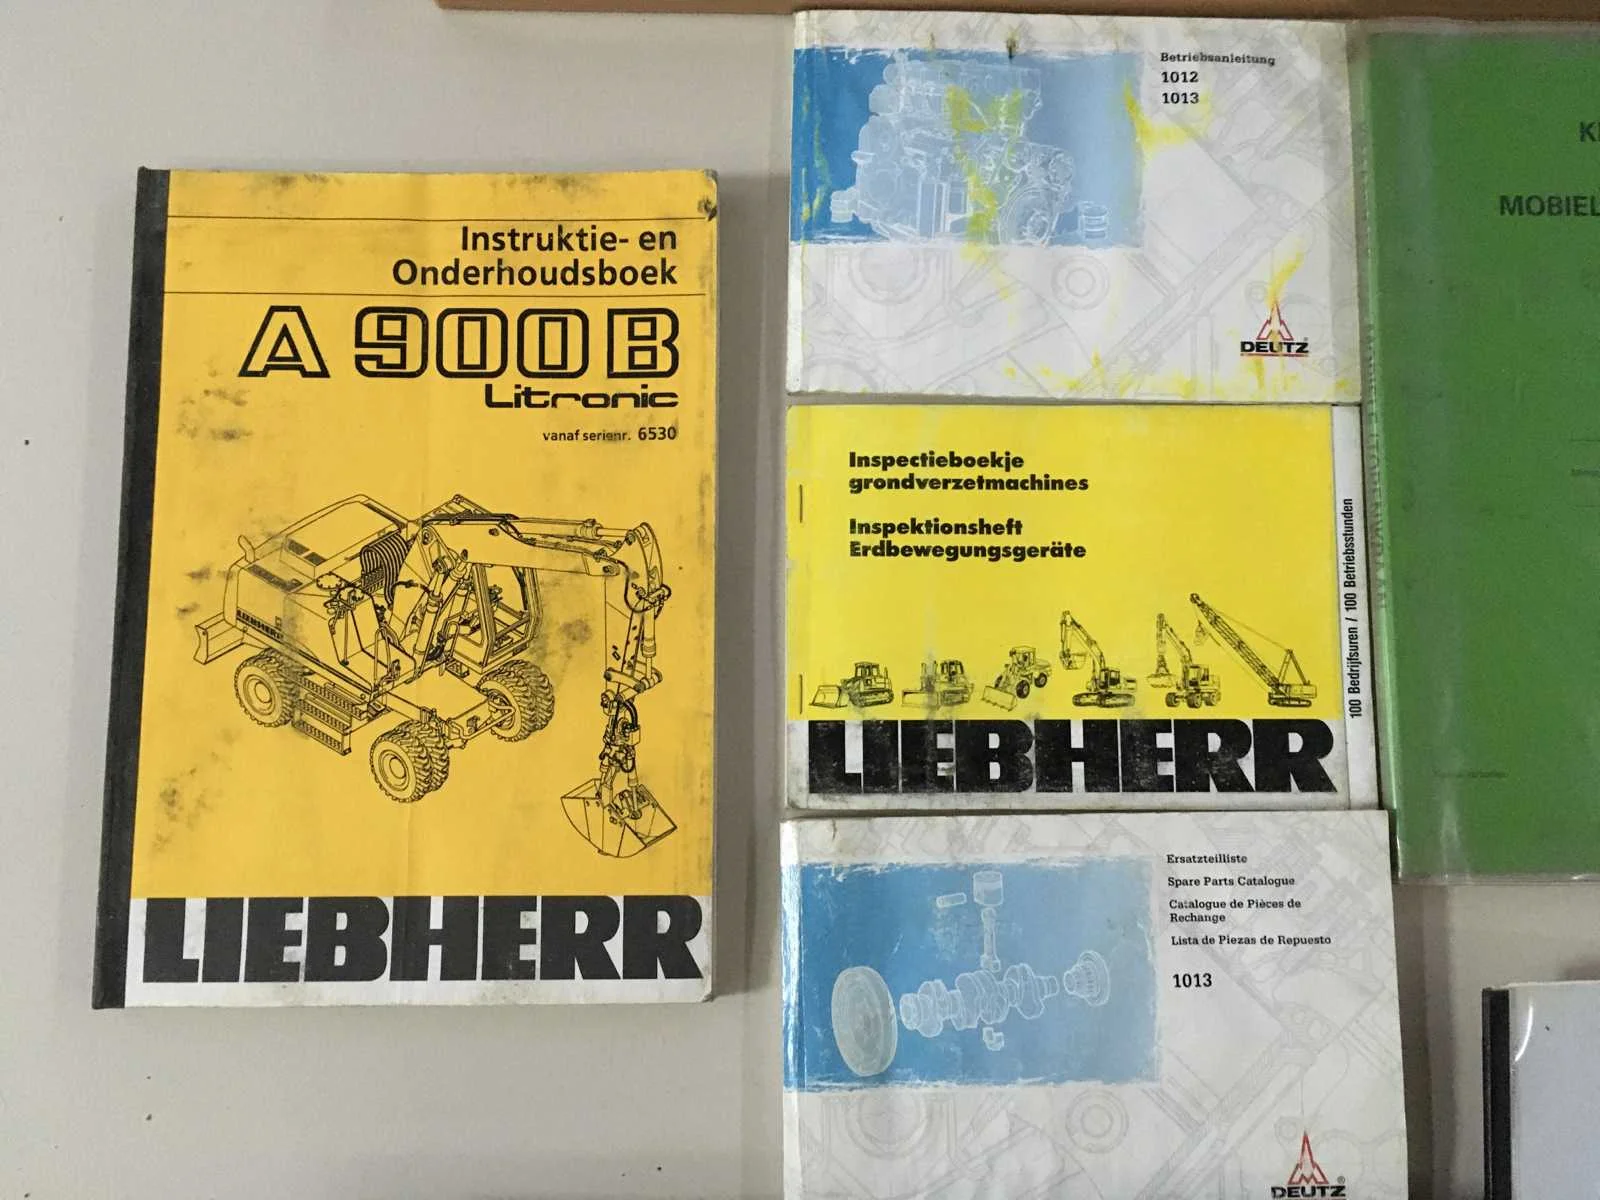 Instruktie- en
Onderhoudsboek
A 900 B
Litronic
vanaf serienr. 6530
LIEBHERR
LIEBHERR
Betriebsanleitung
1012
1013
DEUTZ
Inspectieboekje
grondverzetmachines
Inspektionsheft
Erdbewegungsgeräte
LIEBHERR
100 Bedrijfsuren / 100 Betriebsstunden
Ersatzteilliste
Spare Parts Catalogue
Catalogue de Pièces de
Rechange
Lista de Piezas de Repuesto
1013
DEUTZ
MOBIEL